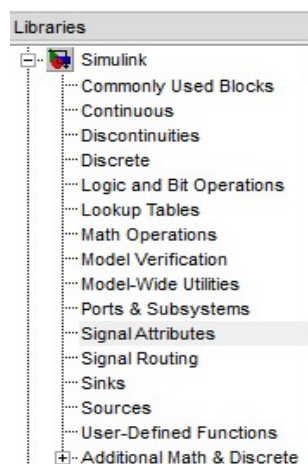 Libraries
Simulink
Commonly Used Blocks
Continuous
Discontinuities
Discrete
Logic and Bit Operations
Lookup Tables
Math Operations
Model Verification
Model-Wide Utilities
Ports & Subsystems
Signal Attributes
Signal Routing
Sinks
Sources
User-Defined Functions
Additional Math & Discrete